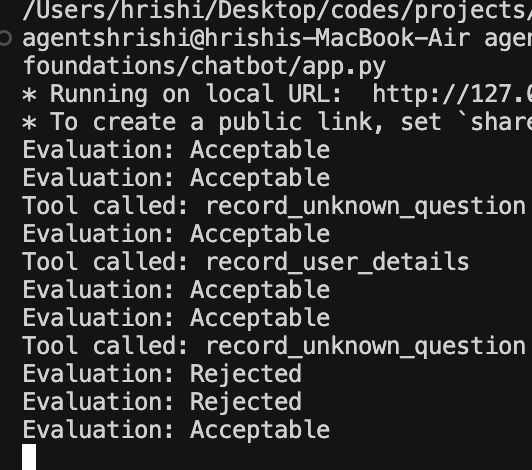 /Users/hrishi/Desktop/codes/projects/
agentshrishi@hrishis-MacBook-Air agen
foundations/chatbot/app.py
* Running on local URL:  http://127.0
* To create a public link, set `share
Evaluation: Acceptable
Evaluation: Acceptable
Tool called: record_unknown_question
Evaluation: Acceptable
Tool called: record_user_details
Evaluation: Acceptable
Evaluation: Acceptable
Tool called: record_unknown_question
Evaluation: Rejected
Evaluation: Rejected
Evaluation: Acceptable